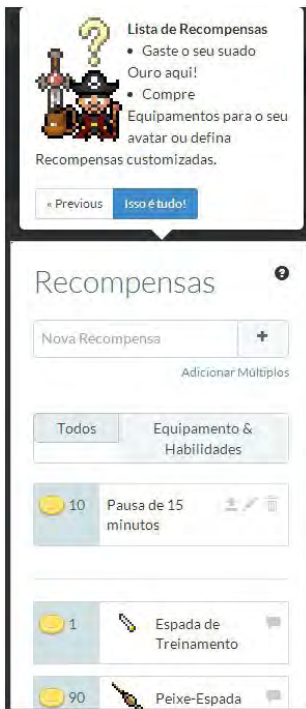 Lista de Recompensas
• Gaste o seu suado
Ouro aqui!
• Compre
Equipamentos para o seu
avatar ou defina
Recompensas customizadas.
« Previous Isso é tudo!
Recompensas
Nova Recompensa +
Adicionar Múltiplos
Todos Equipamento &
Habilidades
10 Pausa de 15
minutos
1 Espada de
Treinamento
90 Peixe-Espada